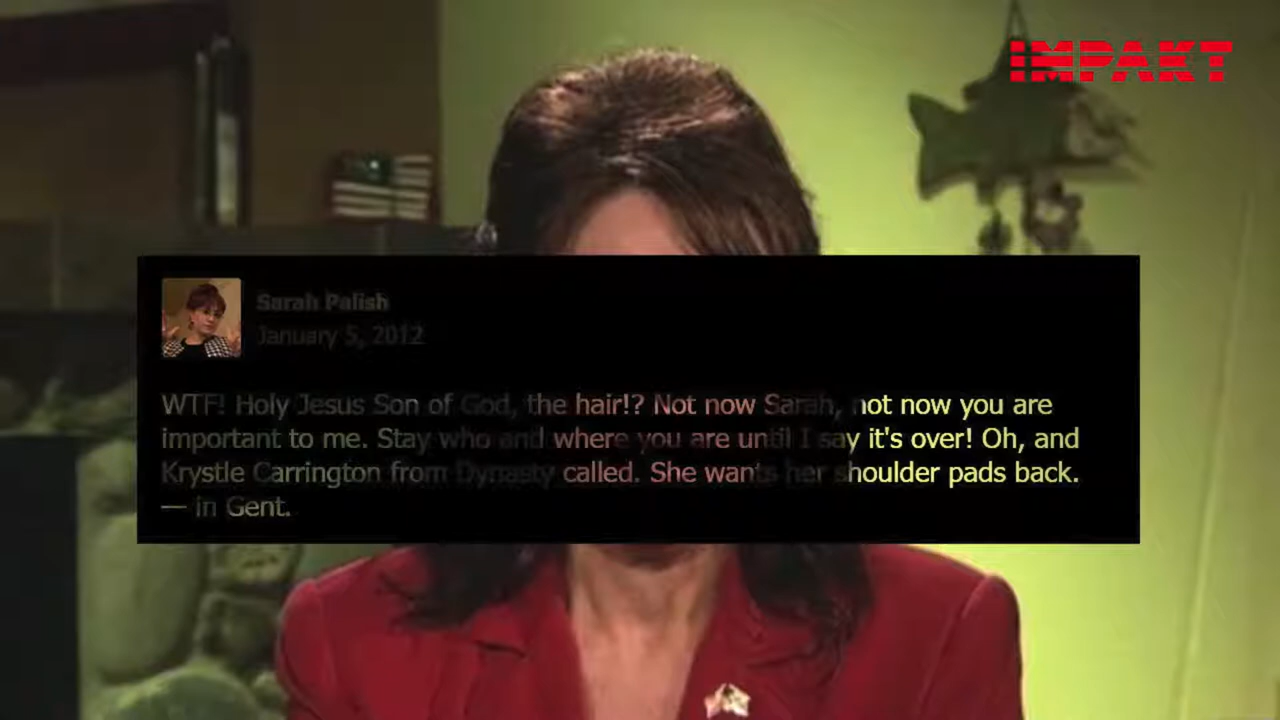 IMPAKT
Sarah Palish
January 5, 2012
WTF! Holy Jesus Son of God, the hair!? Not now Sarah, not now you are
important to me. Stay who and where you are until I say it's over! Oh, and
Krystle Carrington from Dynasty called. She wants her shoulder pads back.
— in Gent.